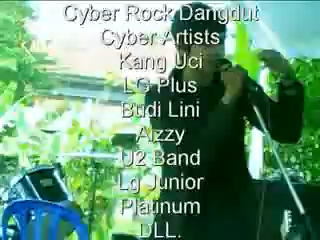 Cyber Rock Dangdut
Cyber Artists
Kang Uci
LG Plus
Budi Lini
Aizzy
U2 Band
Lg Junior
Platinum
DLL.